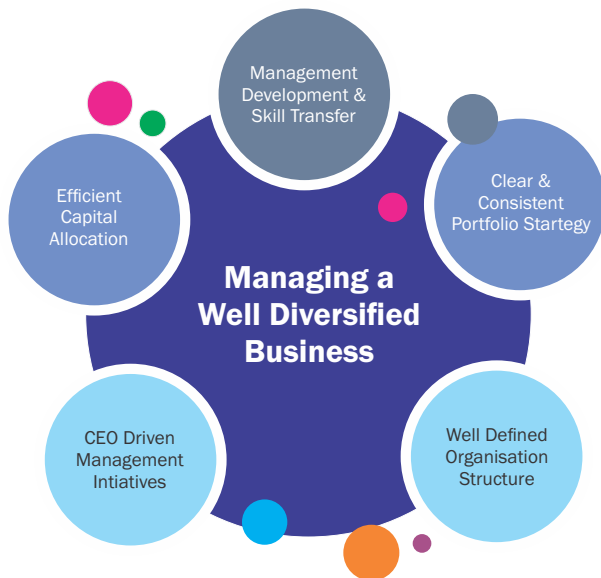 Management
Development &
Skill Transfer
Efficient
Capital
Allocation
Clear &
Consistent
Portfolio Startegy
Managing a
Well Diversified
Business
CEO Driven
Management
Intiatives
Well Defined
Organisation
Structure